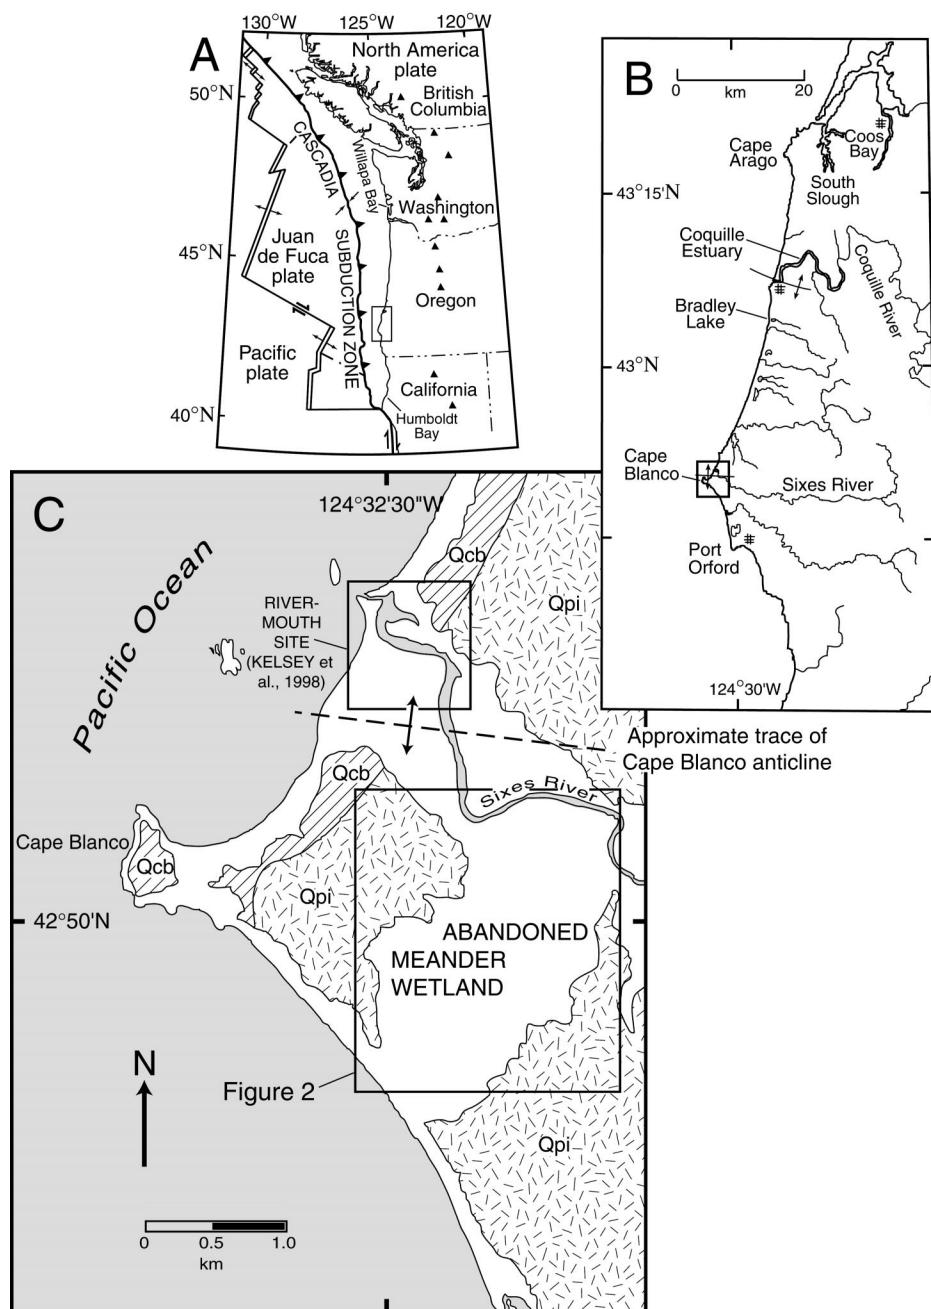 A
130°W
125°W
120°W
50°N
45°N
40°N
North America
plate
British
Columbia
CASCADIA
SUBDUCTION ZONE
Willapa Bay
Washington
Juan
de Fuca
plate
Oregon
Pacific
plate
California
Humboldt
Bay
B
0
20
km
Cape
Arago
Coos
Bay
South
Slough
43°15'N
Coquille
Estuary
Coquille River
Bradley
Lake
43°N
Cape
Blanco
Sixes River
Port
Orford
124°30'W
C
124°32'30"W
Pacific Ocean
Qcb
Qpi
RIVER-
MOUTH
SITE
(KELSEY et
al., 1998)
Approximate trace of
Cape Blanco anticline
Qcb
Sixes River
Cape Blanco
Qcb
Qpi
42°50'N
ABANDONED
MEANDER
WETLAND
N
Figure 2
Qpi
0
0.5
1.0
km